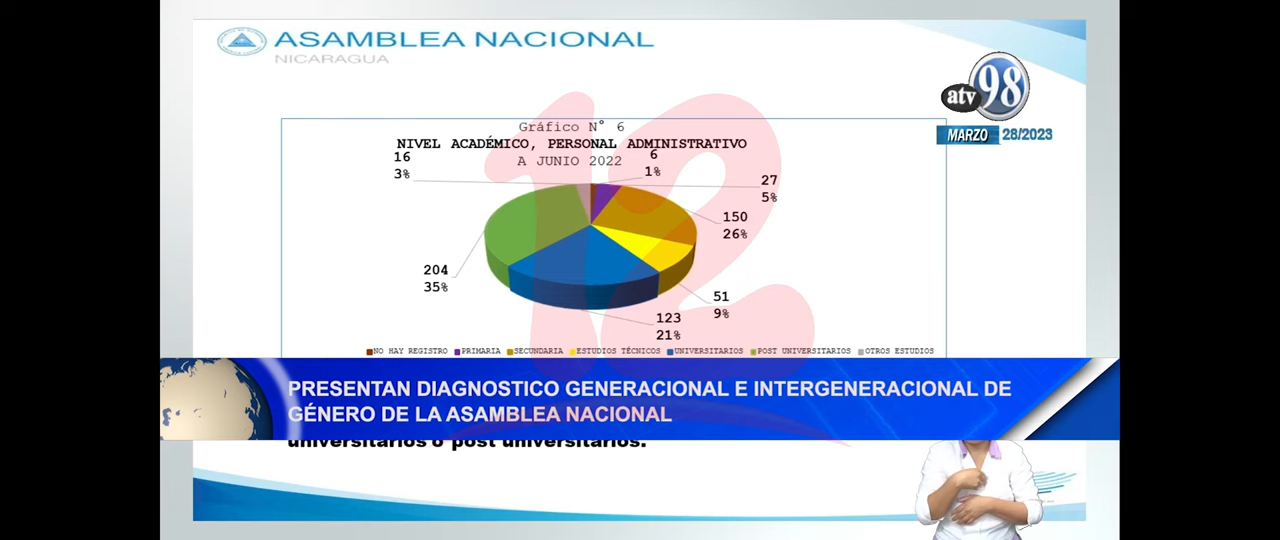 ASAMBLEA NACIONAL
NICARAGUA
atv 98
MARZO 28/2023
Gráfico N° 6
NIVEL ACADÉMICO, PERSONAL ADMINISTRATIVO
A JUNIO 2022
16
3%
6
1%
27
5%
150
26%
204
35%
51
9%
123
21%
12
NO HAY REGISTRO PRIMARIA SECUNDARIA ESTUDIOS TÉCNICOS UNIVERSITARIOS POST UNIVERSITARIOS OTROS ESTUDIOS
PRESENTAN DIAGNOSTICO GENERACIONAL E INTERGENERACIONAL DE
GÉNERO DE LA ASAMBLEA NACIONAL
universitarios o post universitarios.